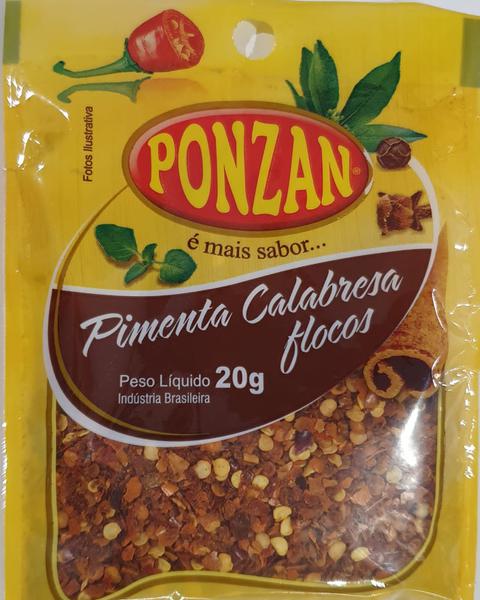 Fotos Ilustrativa
PONZAN®
é mais sabor...
Pimenta Calabresa
flocos
Peso Líquido 20g
Indústria Brasileira